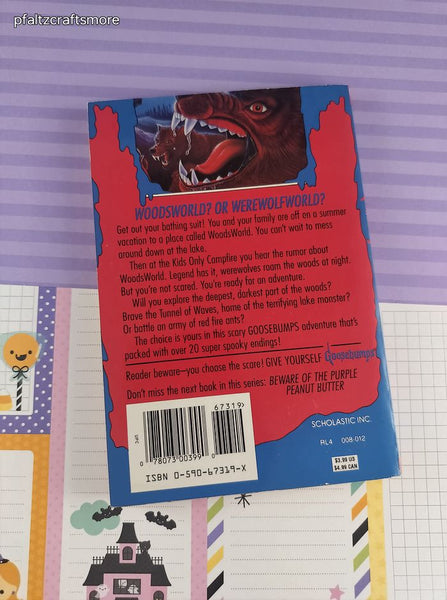 pfaltzcraftsmore
WOODSWORLD? OR WEREWOLFWORLD?
Get out your bathing suit! You and your family are off on a summer
vacation to a place called WoodsWorld. You can't wait to mess
around down at the lake.
Then at the Kids Only Campfire you hear the rumor about
WoodsWorld. Legend has it, werewolves roam the woods at night.
But you're not scared. You're ready for an adventure.
Will you explore the deepest, darkest part of the woods?
Brave the Tunnel of Waves, home of the terrifying lake monster?
Or battle an army of red fire ants?
The choice is yours in this scary GOOSEBUMPS adventure that's
packed with over 20 super spooky endings!
Reader beware—you choose the scare! GIVE YOURSELF Goosebumps
Don't miss the next book in this series: BEWARE OF THE PURPLE
PEANUT BUTTER
67319>
Jan
0 78073 00399 0
ISBN 0-590-67319-X
SCHOLASTIC INC.
RL4 008-012
$3.99 US
$4.99 CAN